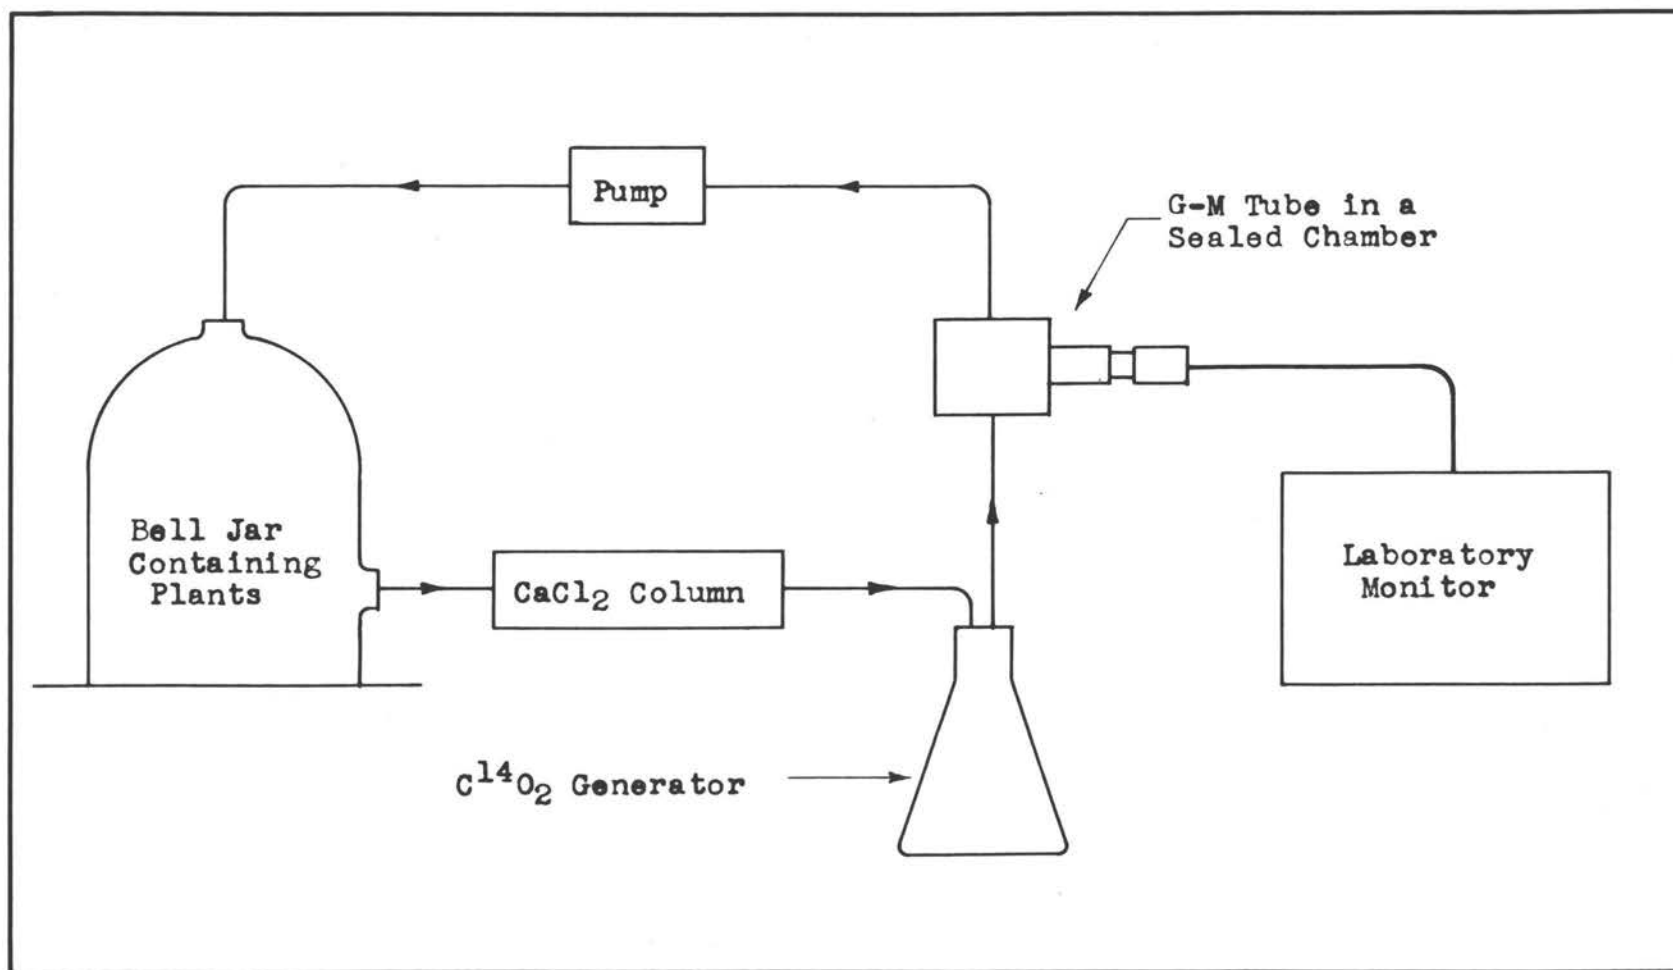 Pump
G-M Tube in a
Sealed Chamber
Bell Jar
Containing
Plants
CaCl₂ Column
Laboratory
Monitor
C¹⁴O₂ Generator